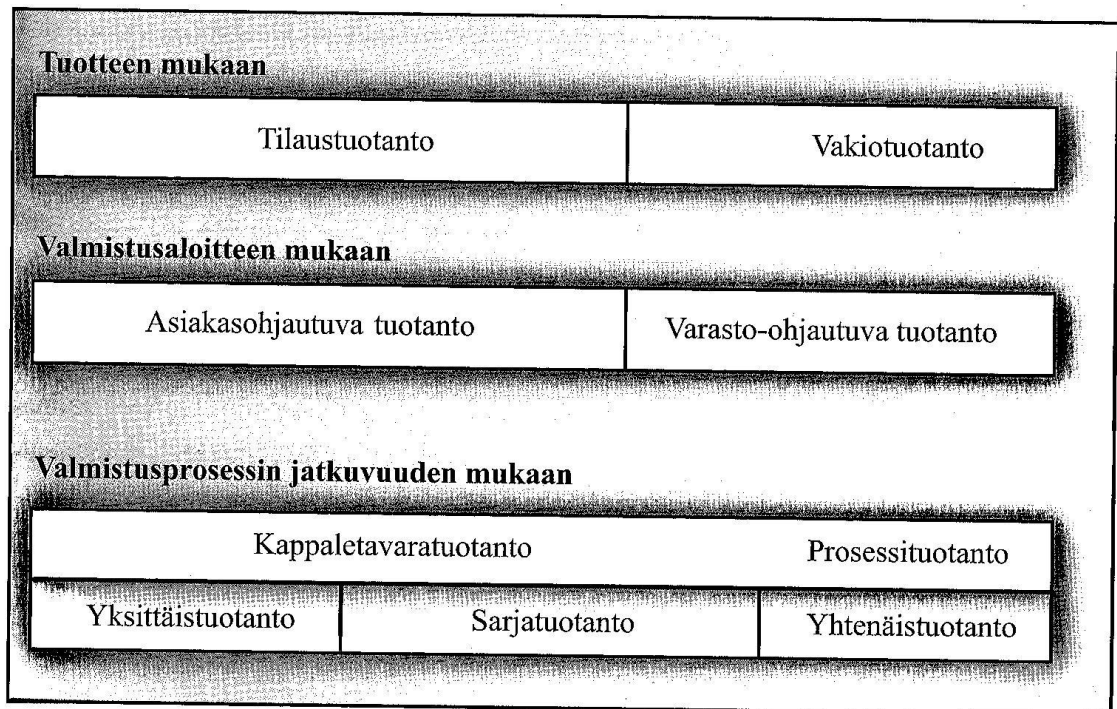 Tuotteen mukaan
Tilaustuotanto Vakiotuotanto
Valmistusaloitteen mukaan
Asiakasohjautuva tuotanto Varasto-ohjautuva tuotanto
Valmistusprosessin jatkuvuuden mukaan
Kappaletavaratuotanto Prosessituotanto
Yksittäistuotanto Sarjatuotanto Yhtenäistuotanto